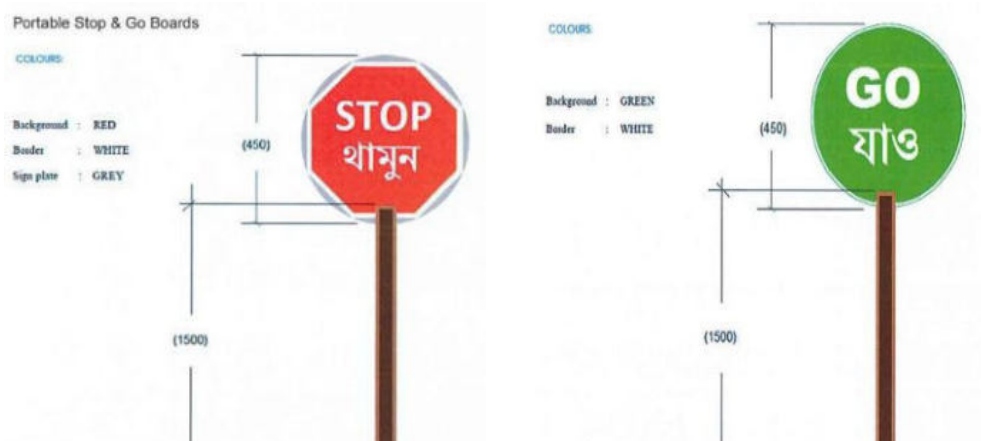 Portable Stop & Go Boards
COLOURS:
Background : RED
Border : WHITE
Sign plate : GREY
(450)
STOP
থামুন
(1500)
COLOURS:
Background : GREEN
Border : WHITE
(450)
GO
যাও
(1500)